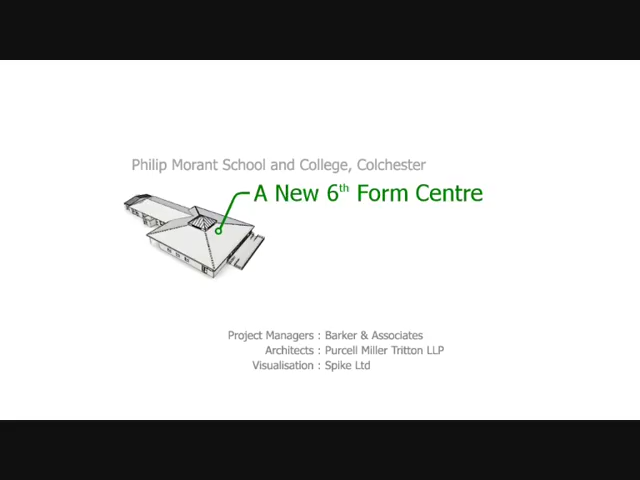 Philip Morant School and College, Colchester
A New 6th Form Centre
Project Managers : Barker & Associates
Architects : Purcell Miller Tritton LLP
Visualisation : Spike Ltd